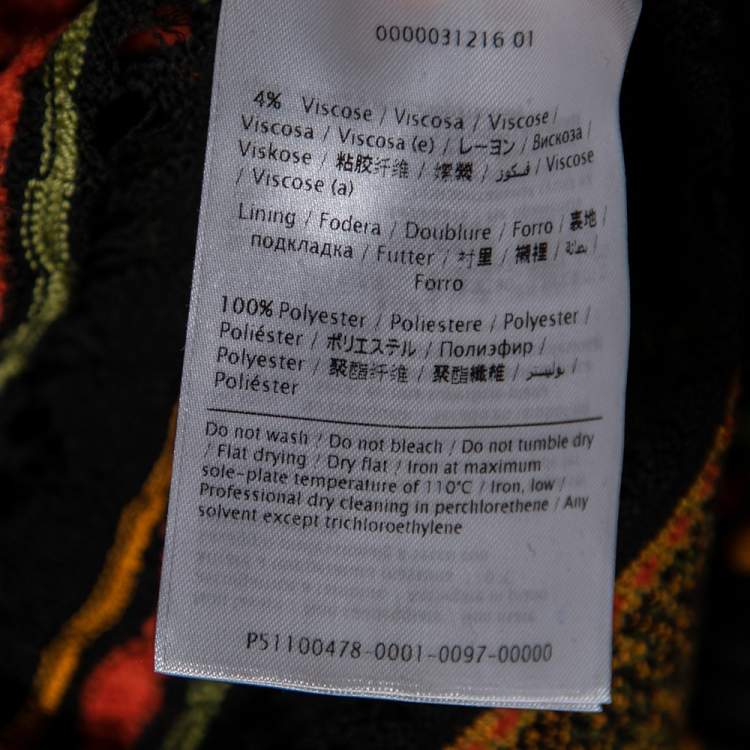 0000031216 01
4% Viscose / Viscosa / Viscose /
Viscosa / Viscosa (e) / レーヨン / Вискоза /
Viskose / 粘胶纤维 / 嫘縈 / فسكوز / Viscose
/ Viscose (a)
Lining / Fodera / Doublure / Forro / 裏地 /
подкладка / Futter / 衬里 / 襯裡 / بطانة /
Forro
100% Polyester / Poliestere / Polyester /
Poliéster / ポリエステル / Полиэфир /
Polyester / 聚酯纤维 / 聚酯纖維 / بوليستر /
Poliéster
Do not wash / Do not bleach / Do not tumble dry
/ Flat drying / Dry flat / Iron at maximum
sole-plate temperature of 110°C / Iron, low /
Professional dry cleaning in perchlorethene / Any
solvent except trichloroethylene
P51100478-0001-0097-00000